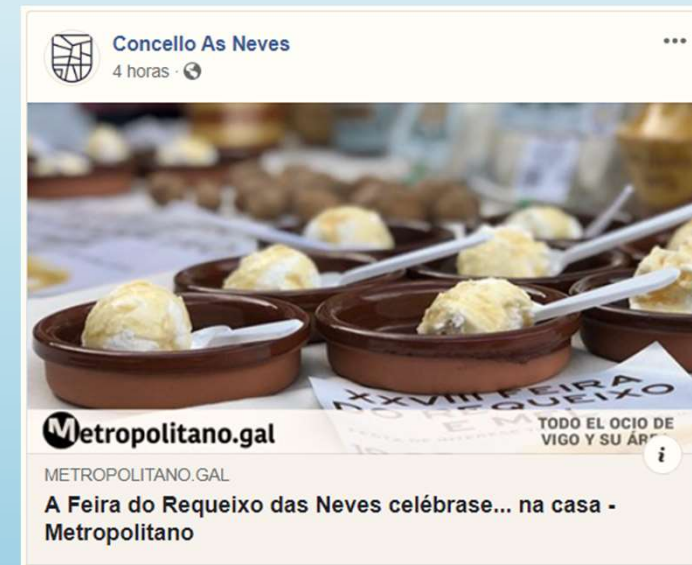 Concello As Neves
4 horas ·
XXVIII FEIRA
DO REQUEIXO
E MEL
Metropolitano.gal
TODO EL OCIO DE
VIGO Y SU
i
METROPOLITANO.GAL
A Feira do Requeixo das Neves celébrase... na casa -
Metropolitano